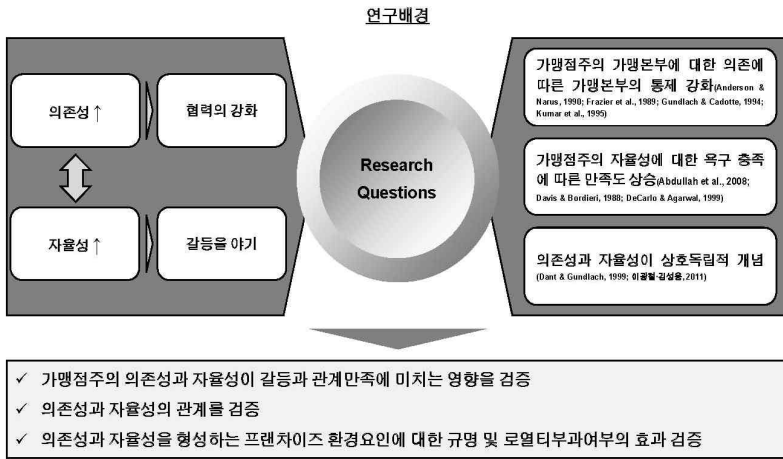 연구배경
의존성↑
협력의 강화
자율성↑
갈등을 야기
Research
Questions
가맹점주의 가맹본부에 대한 의존에
따른 가맹본부의 통제 강화(Anderson &
Narus, 1990; Frazier et al., 1989; Gundlach & Cadotte, 1994;
Kumar et al., 1995)
가맹점주의 자율성에 대한 욕구 충족
에 따른 만족도 상승(Abdullah et al., 2008;
Davis & Bordieri, 1988; DeCarlo & Agarwal, 1999)
의존성과 자율성이 상호독립적 개념
(Dant & Gundlach, 1999; 이광철·김성용, 2011)
✓ 가맹점주의 의존성과 자율성이 갈등과 관계만족에 미치는 영향을 검증
✓ 의존성과 자율성의 관계를 검증
✓ 의존성과 자율성을 형성하는 프랜차이즈 환경요인에 대한 규명 및 로열티부과여부의 효과 검증